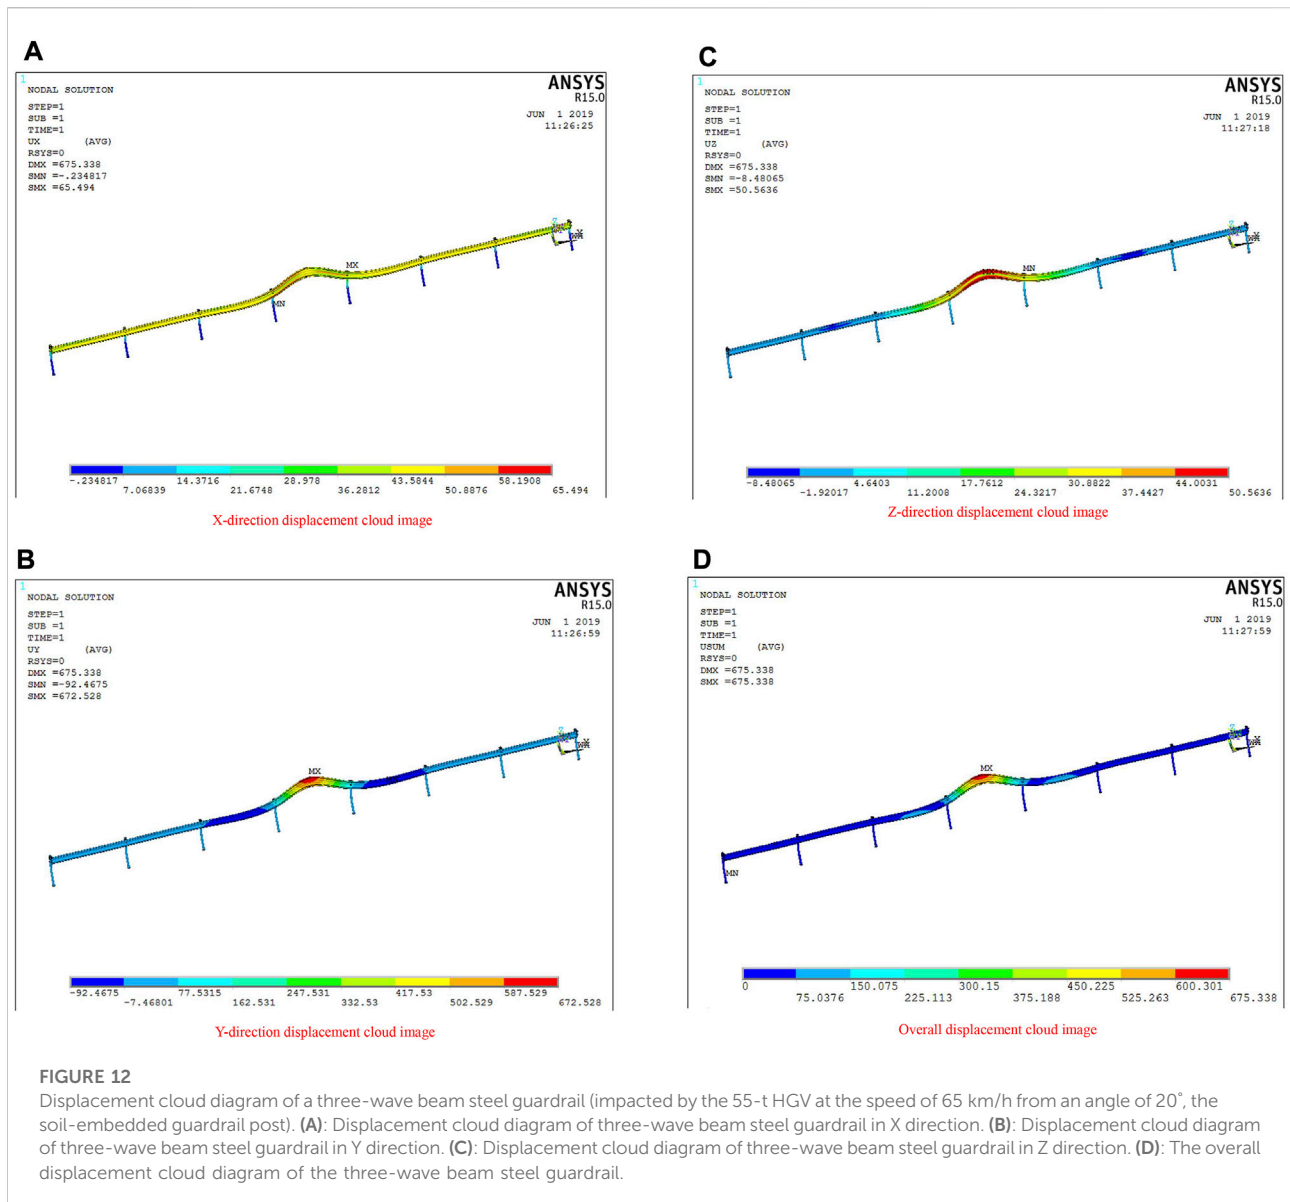 A
1
NODAL SOLUTION
STEP=1
SUB =1
TIME=1
UX (AVG)
RSYS=0
DMX =675.338
SMN =-.234817
SMX =65.494
ANSYS
R15.0
JUN 1 2019
11:26:25
MX
MN
-.234817 14.3716 28.978 43.5844 58.1908
7.06839 21.6748 36.2812 50.8876 65.494
X-direction displacement cloud image
C
1
NODAL SOLUTION
STEP=1
SUB =1
TIME=1
UZ (AVG)
RSYS=0
DMX =675.338
SMN =-8.48065
SMX =50.5636
ANSYS
R15.0
JUN 1 2019
11:27:18
MX
MN
-8.48065 4.6403 17.7612 30.8822 44.0031
-1.92017 11.2008 24.3217 37.4427 50.5636
Z-direction displacement cloud image
B
1
NODAL SOLUTION
STEP=1
SUB =1
TIME=1
UY (AVG)
RSYS=0
DMX =675.338
SMN =-92.4675
SMX =672.528
ANSYS
R15.0
JUN 1 2019
11:26:59
MX
-92.4675 77.5315 247.531 417.53 587.529
-7.46801 162.531 332.53 502.529 672.528
Y-direction displacement cloud image
D
1
NODAL SOLUTION
STEP=1
SUB =1
TIME=1
USUM (AVG)
RSYS=0
DMX =675.338
SMX =675.338
ANSYS
R15.0
JUN 1 2019
11:27:59
MX
MN
0 150.075 300.15 450.225 600.301
75.0376 225.113 375.188 525.263 675.338
Overall displacement cloud image
FIGURE 12
Displacement cloud diagram of a three-wave beam steel guardrail (impacted by the 55-t HGV at the speed of 65 km/h from an angle of 20°, the
soil-embedded guardrail post). (A): Displacement cloud diagram of three-wave beam steel guardrail in X direction. (B): Displacement cloud diagram
of three-wave beam steel guardrail in Y direction. (C): Displacement cloud diagram of three-wave beam steel guardrail in Z direction. (D): The overall
displacement cloud diagram of the three-wave beam steel guardrail.